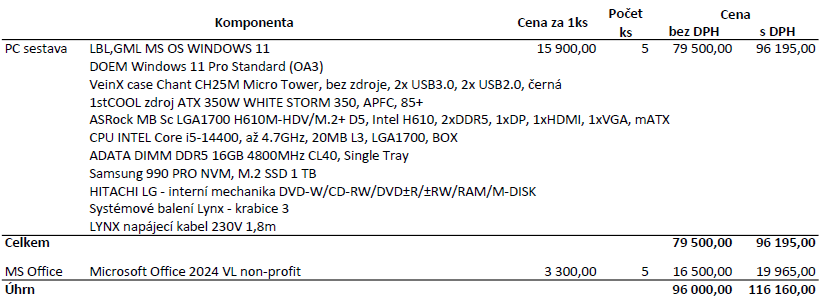 Komponenta Cena za 1ks Počet ks Cena
bez DPH s DPH
PC sestava LBL,GML MS OS WINDOWS 11 15 900,00 5 79 500,00 96 195,00
DOEM Windows 11 Pro Standard (OA3)
VeinX case Chant CH25M Micro Tower, bez zdroje, 2x USB3.0, 2x USB2.0, černá
1stCOOL zdroj ATX 350W WHITE STORM 350, APFC, 85+
ASRock MB Sc LGA1700 H610M-HDV/M.2+ D5, Intel H610, 2xDDR5, 1xDP, 1xHDMI, 1xVGA, mATX
CPU INTEL Core i5-14400, až 4.7GHz, 20MB L3, LGA1700, BOX
ADATA DIMM DDR5 16GB 4800MHz CL40, Single Tray
Samsung 990 PRO NVM, M.2 SSD 1 TB
HITACHI LG - interní mechanika DVD-W/CD-RW/DVD±R/±RW/RAM/M-DISK
Systémové balení Lynx - krabice 3
LYNX napájecí kabel 230V 1,8m
Celkem 79 500,00 96 195,00
MS Office Microsoft Office 2024 VL non-profit 3 300,00 5 16 500,00 19 965,00
Úhrn 96 000,00 116 160,00